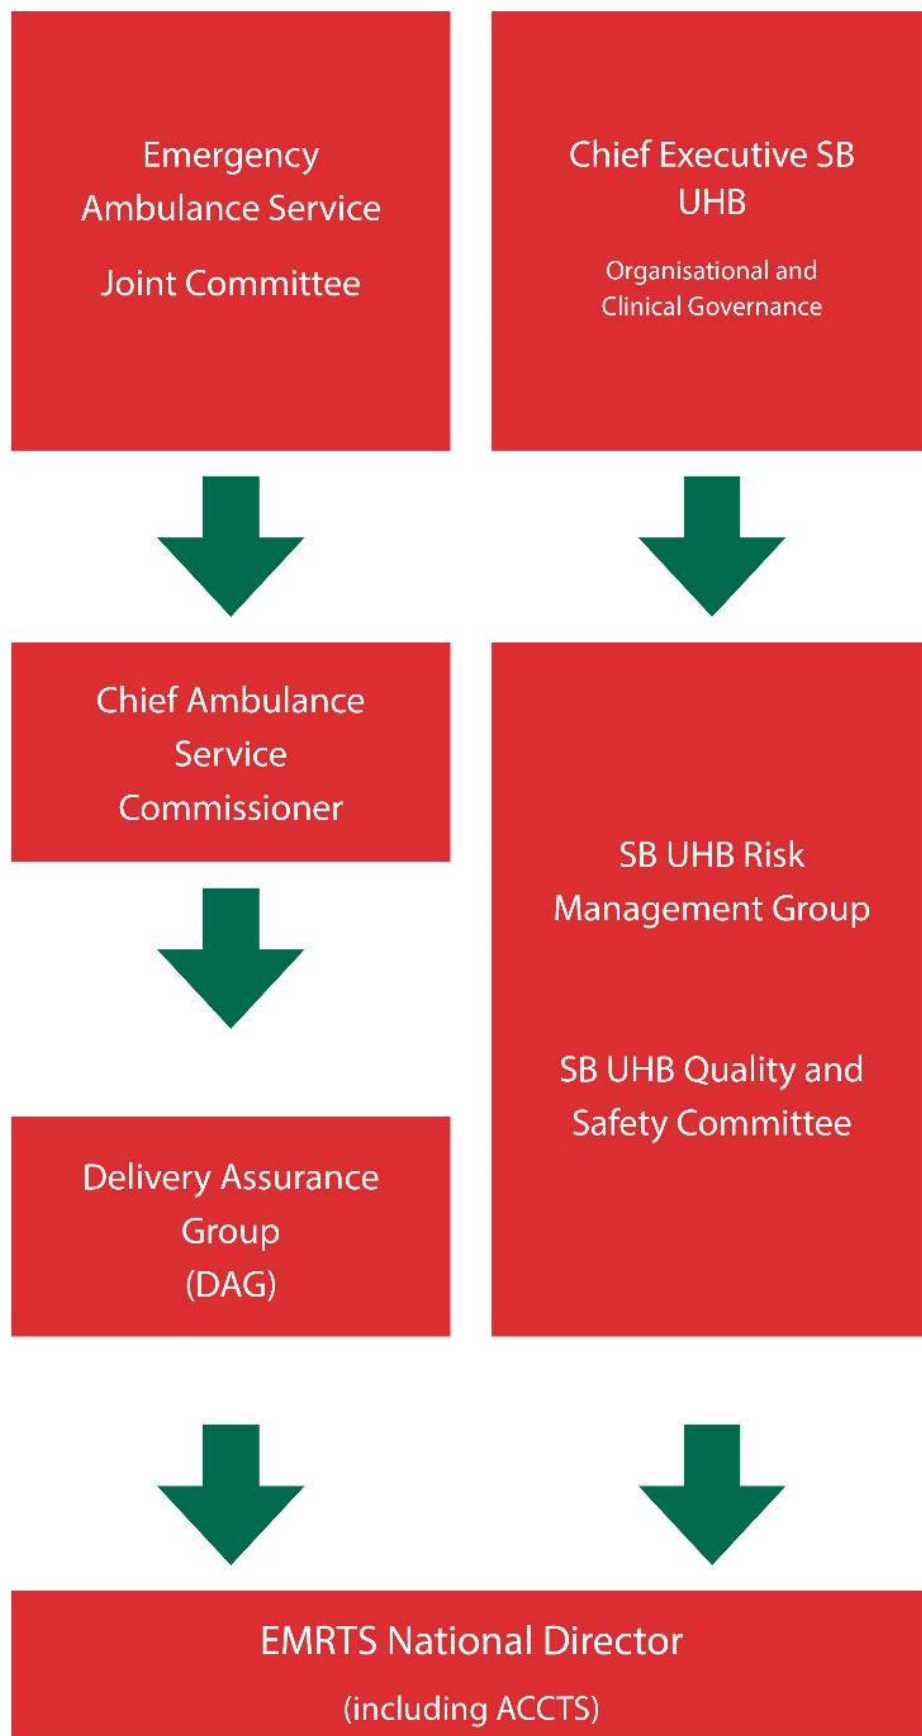 Emergency
Ambulance Service
Joint Committee
Chief Executive SB
UHB
Organisational and
Clinical Governance
Chief Ambulance
Service
Commissioner
SB UHB Risk
Management Group
SB UHB Quality and
Safety Committee
Delivery Assurance
Group
(DAG)
EMRTS National Director
(including ACCTS)